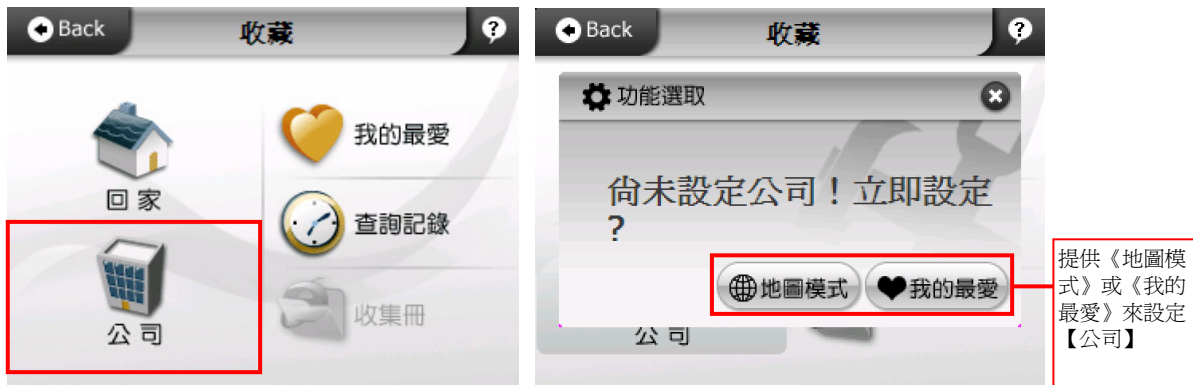 Back
收藏
?
回家
我的最愛
查詢記錄
公司
收集冊
Back
收藏
?
功能選取
尚未設定公司！立即設定
?
地圖模式
我的最愛
公司
提供《地圖模
式》或《我的
最愛》來設定
【公司】